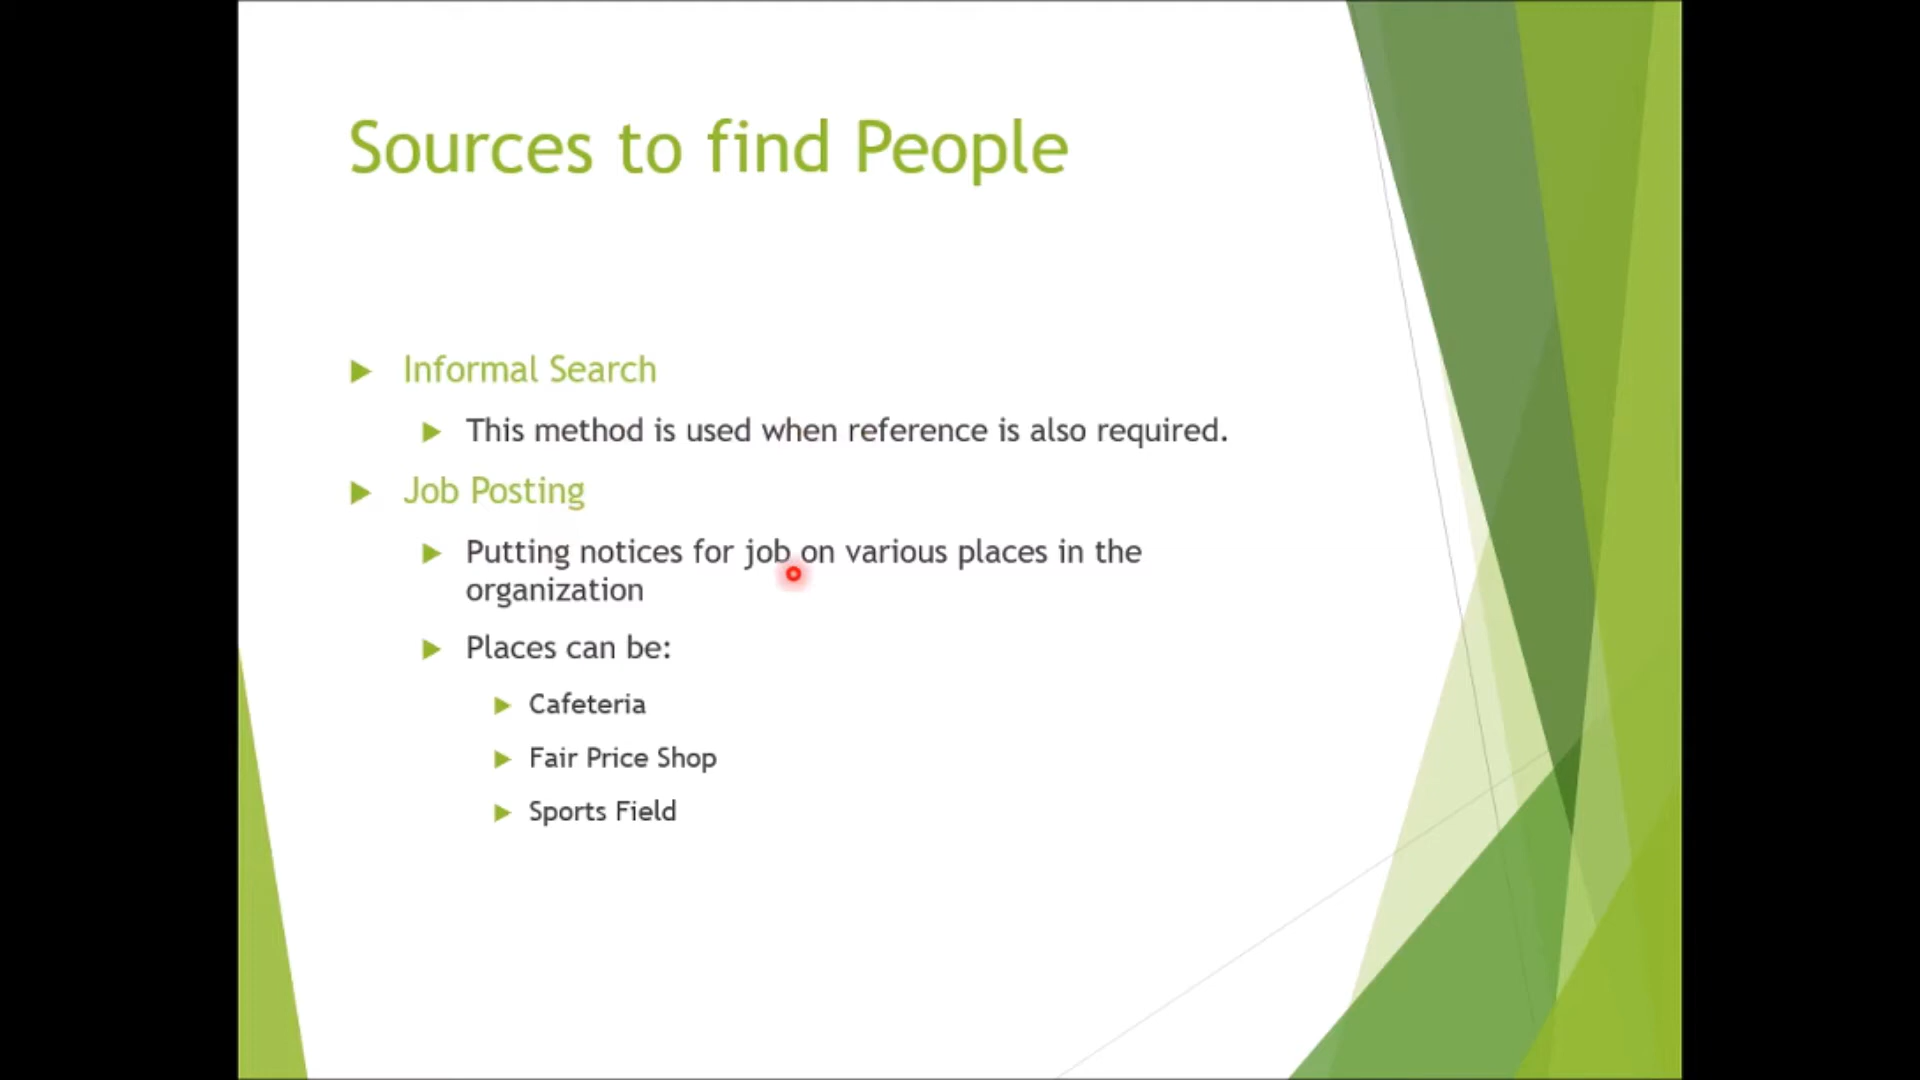 Sources to find People
Informal Search
This method is used when reference is also required.
Job Posting
Putting notices for job on various places in the
organization
Places can be:
Cafeteria
Fair Price Shop
Sports Field